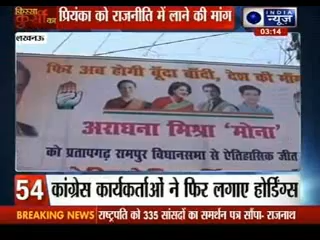 किस्सा
कुर्सी का
प्रियंका को राजनीति में लाने की मांग
INDIA
न्यूज़
03:14
लखनऊ
फिर अब होगी बूँदा बाँदी, देश की माँग
अराधना मिश्रा 'मोना'
को प्रतापगढ़ रामपुर विधानसभा से ऐतिहासिक जीत
54 कांग्रेस कार्यकर्ताओं ने फिर लगाए होर्डिंग्स
BREAKING NEWS राष्ट्रपति को 335 सांसदों का समर्थन पत्र सौंपा- राजनाथ